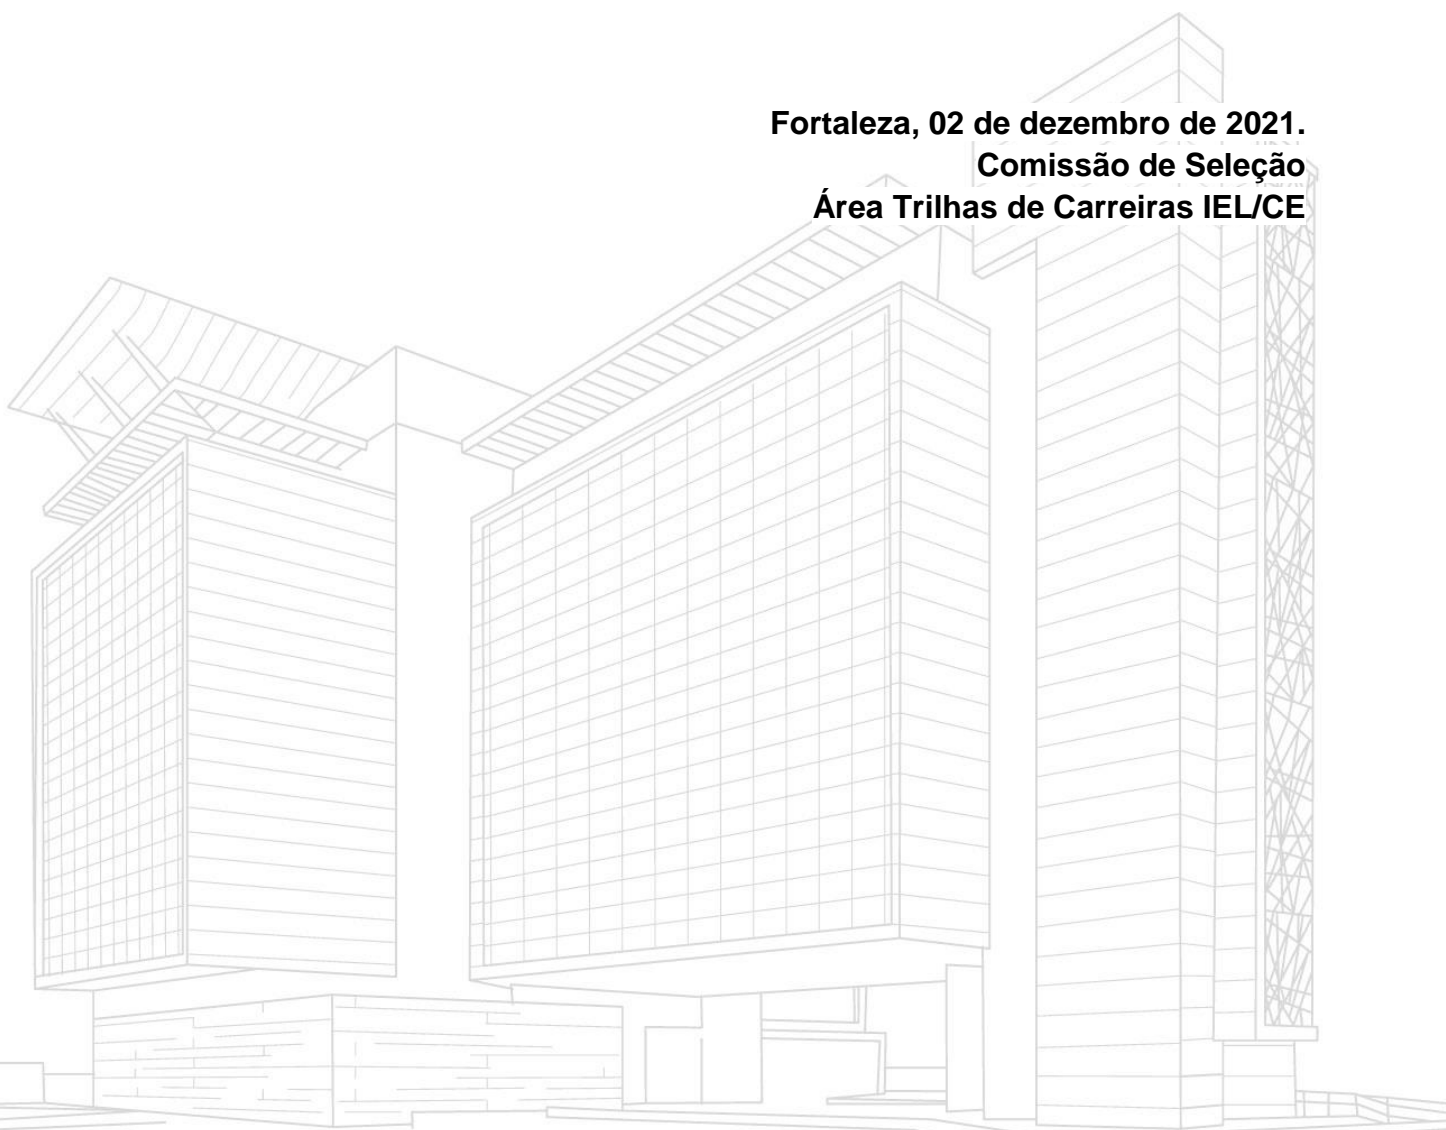 Fortaleza, 02 de dezembro de 2021.
Comissão de Seleção
Área Trilhas de Carreiras IEL/CE